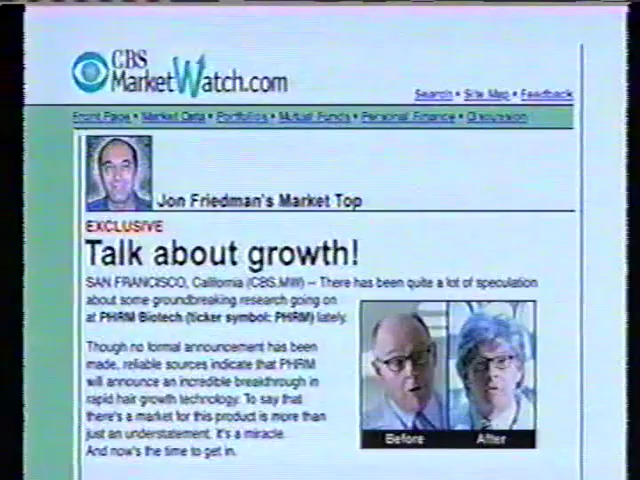 CBS
MarketWatch.com
Search • Site Map • Feedback
Front Page • Market Data • Portfolios • Mutual Funds • Personal Finance • Discussion
Jon Friedman's Market Top
EXCLUSIVE
Talk about growth!
SAN FRANCISCO, California (CBS.MW) -- There has been quite a lot of speculation
about some groundbreaking research going on
at PHRM Biotech (ticker symbol: PHRM) lately.
Though no formal announcement has been
made, reliable sources indicate that PHRM
will announce an incredible breakthrough in
rapid hair growth technology. To say that
there's a market for this product is more than
just an understatement. It's a miracle.
And now's the time to get in.
Before
After